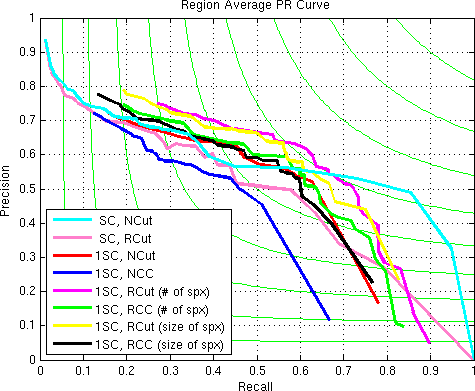 Region Average PR Curve
1
0.9
0.8
0.7
0.6
0.5
0.4
0.3
0.2
0.1
0
Precision
SC, NCut
SC, RCut
1SC, NCut
1SC, NCC
1SC, RCut (# of spx)
1SC, RCC (# of spx)
1SC, RCut (size of spx)
1SC, RCC (size of spx)
0 0.1 0.2 0.3 0.4 0.5 0.6 0.7 0.8 0.9
Recall